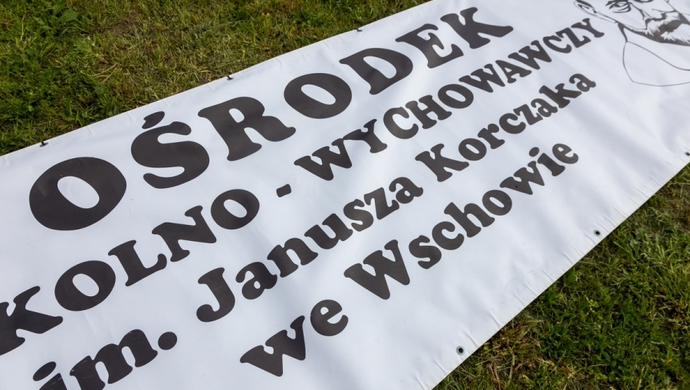 OŚRODEK
KOLNO - WYCHOWAWCZY
im. Janusza Korczaka
we Wschowie